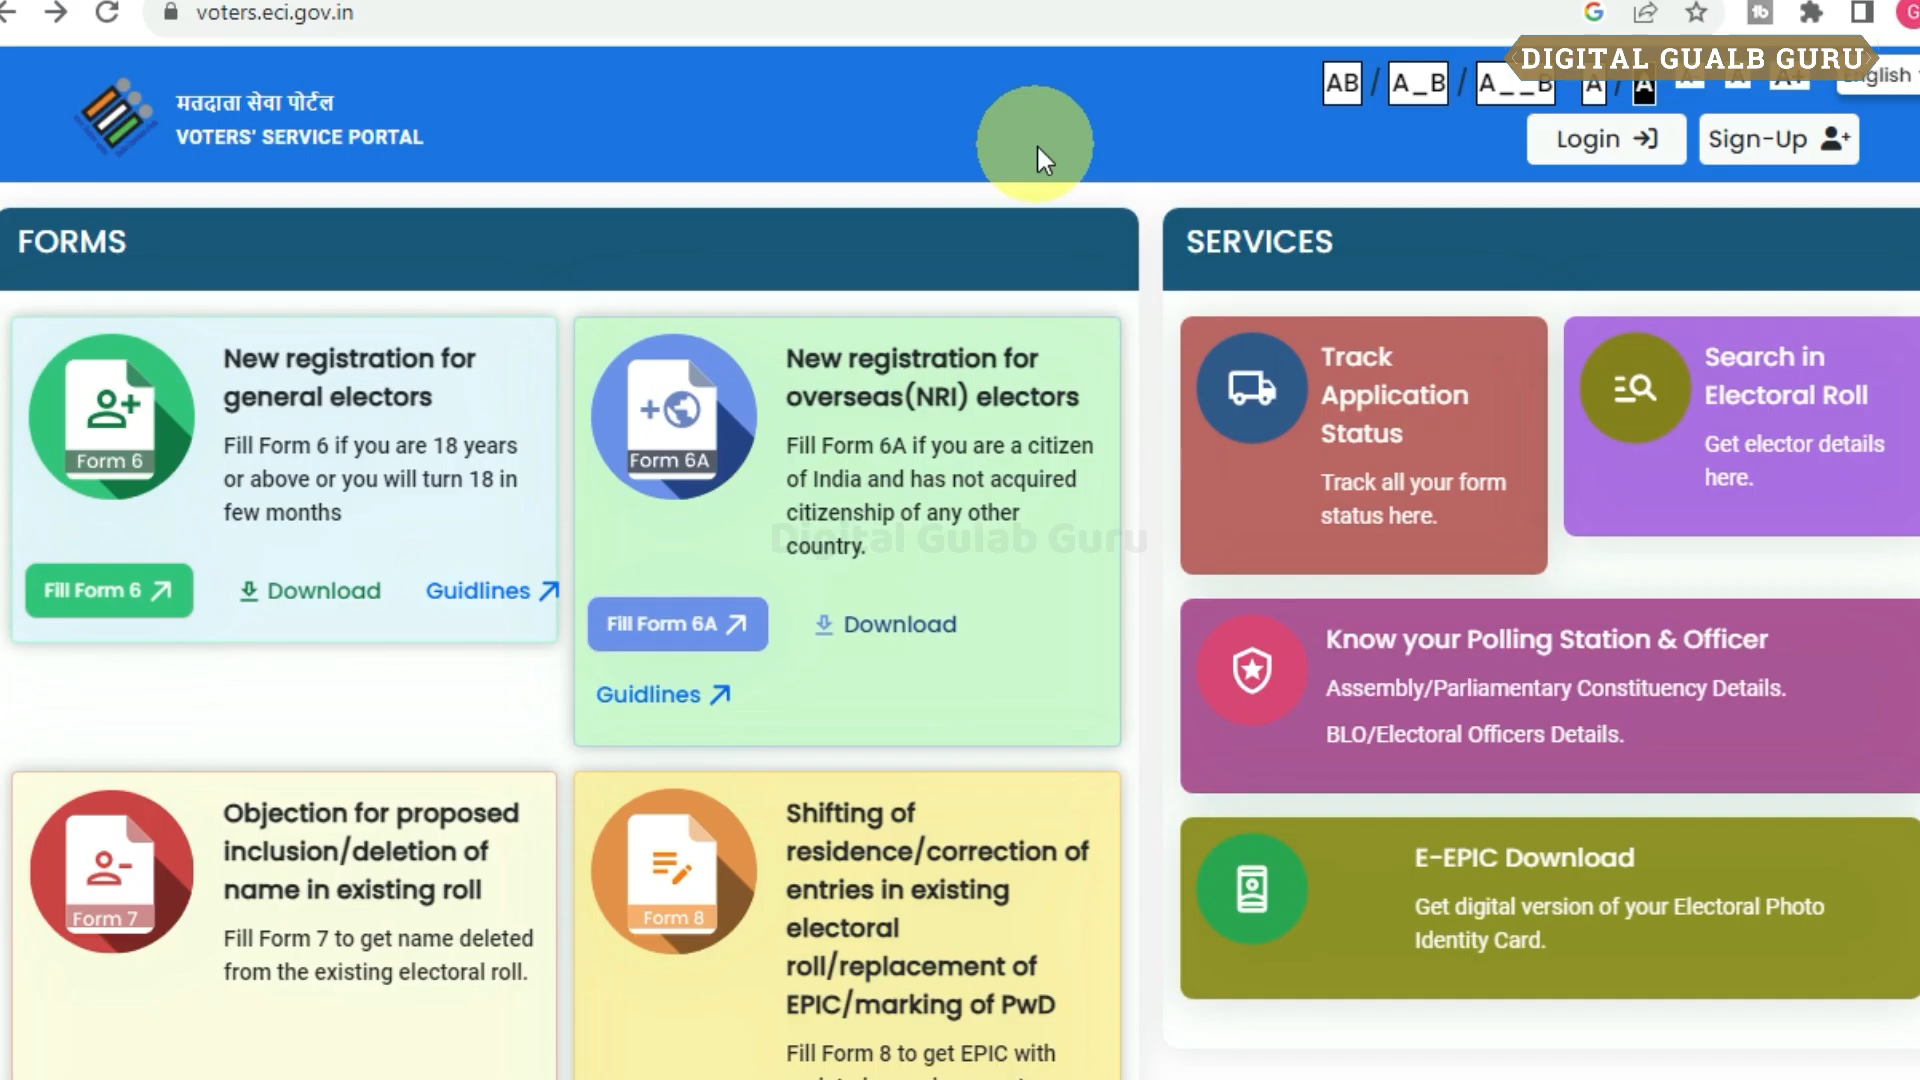 voters.eci.gov.in
DIGITAL GUALB GURU
AB / A_B / A__B A / A A A+ English
मतदाता सेवा पोर्टल
VOTERS' SERVICE PORTAL
Login
Sign-Up
FORMS
New registration for
general electors
Fill Form 6 if you are 18 years
or above or you will turn 18 in
few months
Form 6
Fill Form 6
Download
Guidlines
New registration for
overseas(NRI) electors
Fill Form 6A if you are a citizen
of India and has not acquired
citizenship of any other
country.
Form 6A
Fill Form 6A
Download
Guidlines
Digital Gulab Guru
Objection for proposed
inclusion/deletion of
name in existing roll
Fill Form 7 to get name deleted
from the existing electoral roll.
Form 7
Shifting of
residence/correction of
entries in existing
electoral
roll/replacement of
EPIC/marking of PwD
Fill Form 8 to get EPIC with
Form 8
SERVICES
Track
Application
Status
Track all your form
status here.
Search in
Electoral Roll
Get elector details
here.
Know your Polling Station & Officer
Assembly/Parliamentary Constituency Details.
BLO/Electoral Officers Details.
E-EPIC Download
Get digital version of your Electoral Photo
Identity Card.